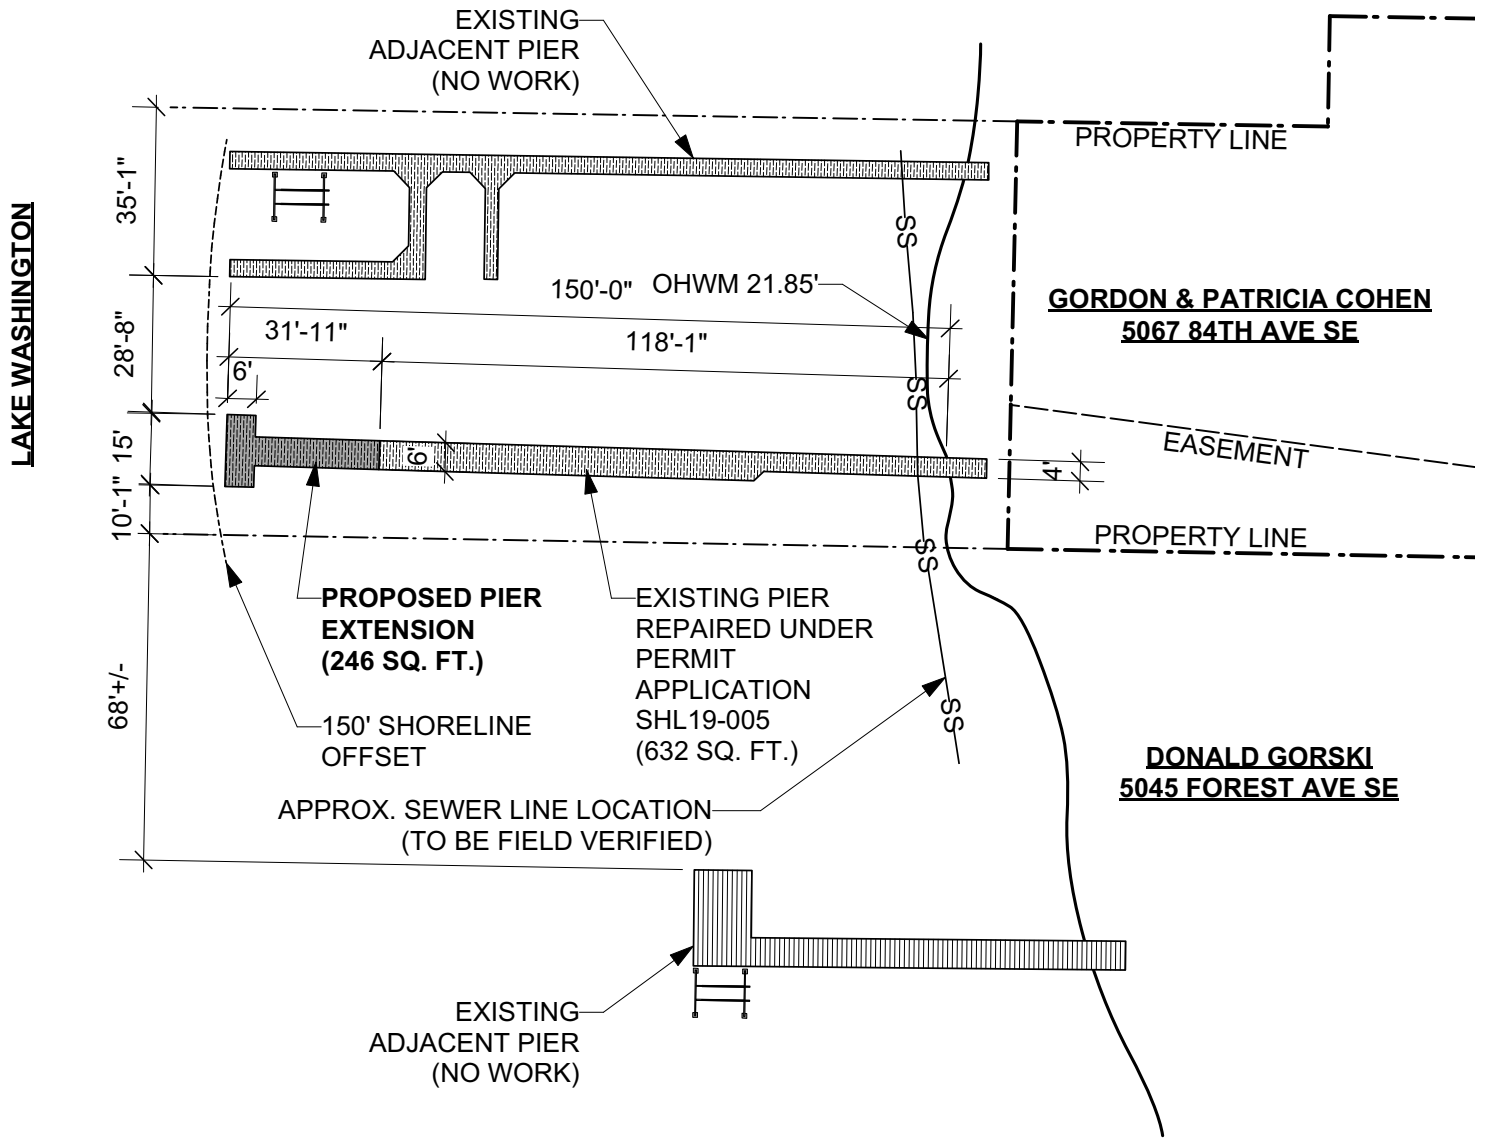 EXISTING
ADJACENT PIER
(NO WORK)
PROPERTY LINE
35'-1"
LAKE WASHINGTON
SS
150'-0"
OHWM 21.85'
GORDON & PATRICIA COHEN
5067 84TH AVE SE
28'-8"
31'-11"
118'-1"
6'
SS
EASEMENT
15'
6'
4'
10'-1"
PROPERTY LINE
SS
PROPOSED PIER
EXTENSION
(246 SQ. FT.)
EXISTING PIER
REPAIRED UNDER
PERMIT
APPLICATION
SHL19-005
(632 SQ. FT.)
68'+/-
SS
150' SHORELINE
OFFSET
DONALD GORSKI
5045 FOREST AVE SE
APPROX. SEWER LINE LOCATION
(TO BE FIELD VERIFIED)
EXISTING
ADJACENT PIER
(NO WORK)